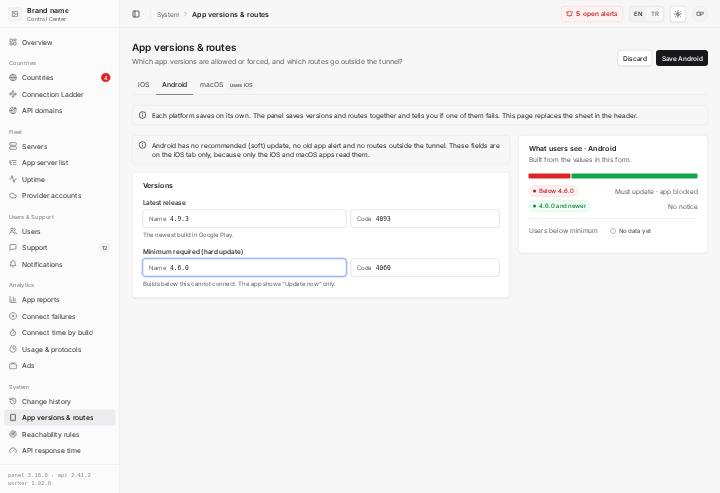 Brand name
Control Center
Overview
Countries
Countries 4
Connection Ladder
API domains
Fleet
Servers
App server list
Uptime
Provider accounts
Users & Support
Users
Support 12
Notifications
Analytics
App reports
Connect failures
Connect time by build
Usage & protocols
Ads
System
Change history
App versions & routes
Reachability rules
API response time
panel 3.18.0 · api 2.41.2
worker 1.92.0
System > App versions & routes
5 open alerts
EN TR
OP
App versions & routes
Which app versions are allowed or forced, and which routes go outside the tunnel?
Discard
Save Android
iOS Android macOS uses iOS
Each platform saves on its own. The panel saves versions and routes together and tells you if one of them fails. This page replaces the sheet in the header.
Android has no recommended (soft) update, no old app alert and no routes outside the tunnel. These fields are
on the iOS tab only, because only the iOS and macOS apps read them.
Versions
Latest release
Name 4.9.3 Code 4093
The newest build in Google Play.
Minimum required (hard update)
Name 4.6.0 Code 4060
Builds below this cannot connect. The app shows "Update now" only.
What users see · Android
Built from the values in this form.
Below 4.6.0 Must update · app blocked
4.6.0 and newer No notice
Users below minimum No data yet